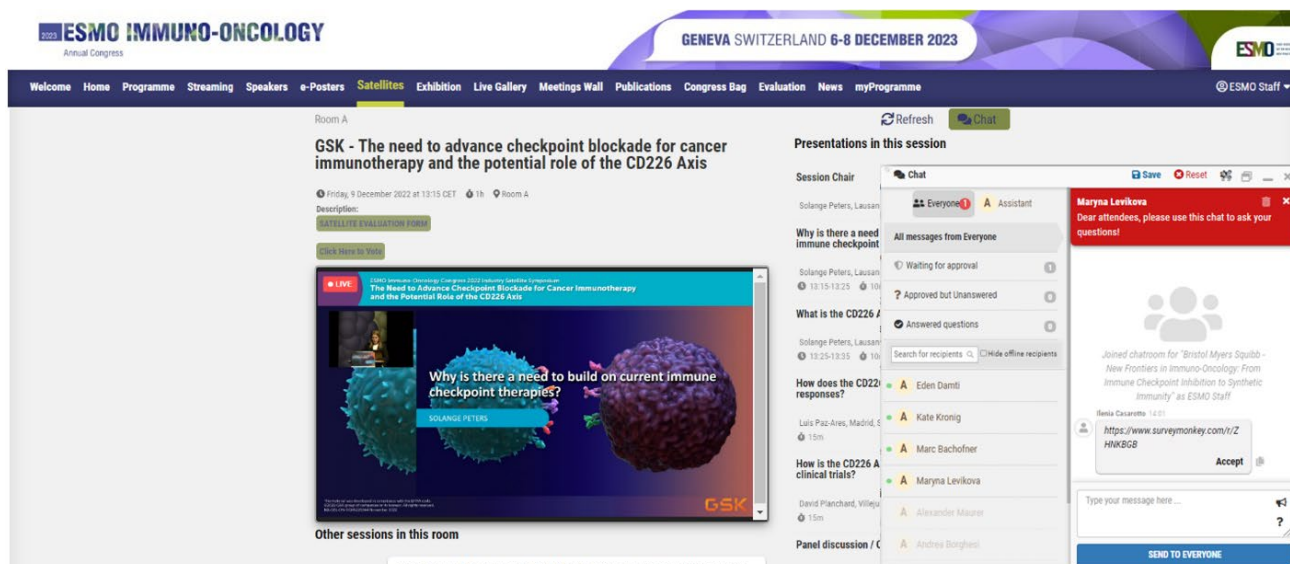 2023 ESMO IMMUNO-ONCOLOGY
Annual Congress
GENEVA SWITZERLAND 6-8 DECEMBER 2023
ESMO
Welcome Home Programme Streaming Speakers e-Posters Satellites Exhibition Live Gallery Meetings Wall Publications Congress Bag Evaluation News myProgramme ESMO Staff
Room A
Refresh Chat
GSK - The need to advance checkpoint blockade for cancer
immunotherapy and the potential role of the CD226 Axis
Friday, 9 December 2022 at 13:15 CET 1h Room A
Description:
SATELLITE EVALUATION FORM
Click Here to Vote
LIVE
ESMO Immuno-Oncology Congress 2022 Industry Satellite Symposium
The Need to Advance Checkpoint Blockade for Cancer Immunotherapy
and the Potential Role of the CD226 Axis
Why is there a need to build on current immune
checkpoint therapies?
SOLANGE PETERS
GSK
Other sessions in this room
Presentations in this session
Session Chair
Solange Peters, Lausan
Why is there a need
immune checkpoint
Solange Peters, Lausan
13:15-13:25 10
What is the CD226 A
Solange Peters, Lausan
13:25-13:35 10
How does the CD22
responses?
Luis Paz-Ares, Madrid, S
15m
How is the CD226 A
clinical trials?
David Planchard, Villeju
15m
Panel discussion / C
Chat
Save Reset
Everyone 1 A Assistant
All messages from Everyone
Waiting for approval 1
? Approved but Unanswered 0
Answered questions 0
Search for recipients Hide offline recipients
A Eden Damti
A Kate Kronig
A Marc Bachofner
A Maryna Levikova
A Alexander Maurer
A Andrea Borghesi
Maryna Levikova
Dear attendees, please use this chat to ask your
questions!
Joined chatroom for "Bristol Myers Squibb -
New Frontiers in Immuno-Oncology: From
Immune Checkpoint Inhibition to Synthetic
Immunity" as ESMO Staff
Ilenia Casarotto 14:01
https://www.surveymonkey.com/r/Z
HNKBGB
Accept
Type your message here ...
?
SEND TO EVERYONE